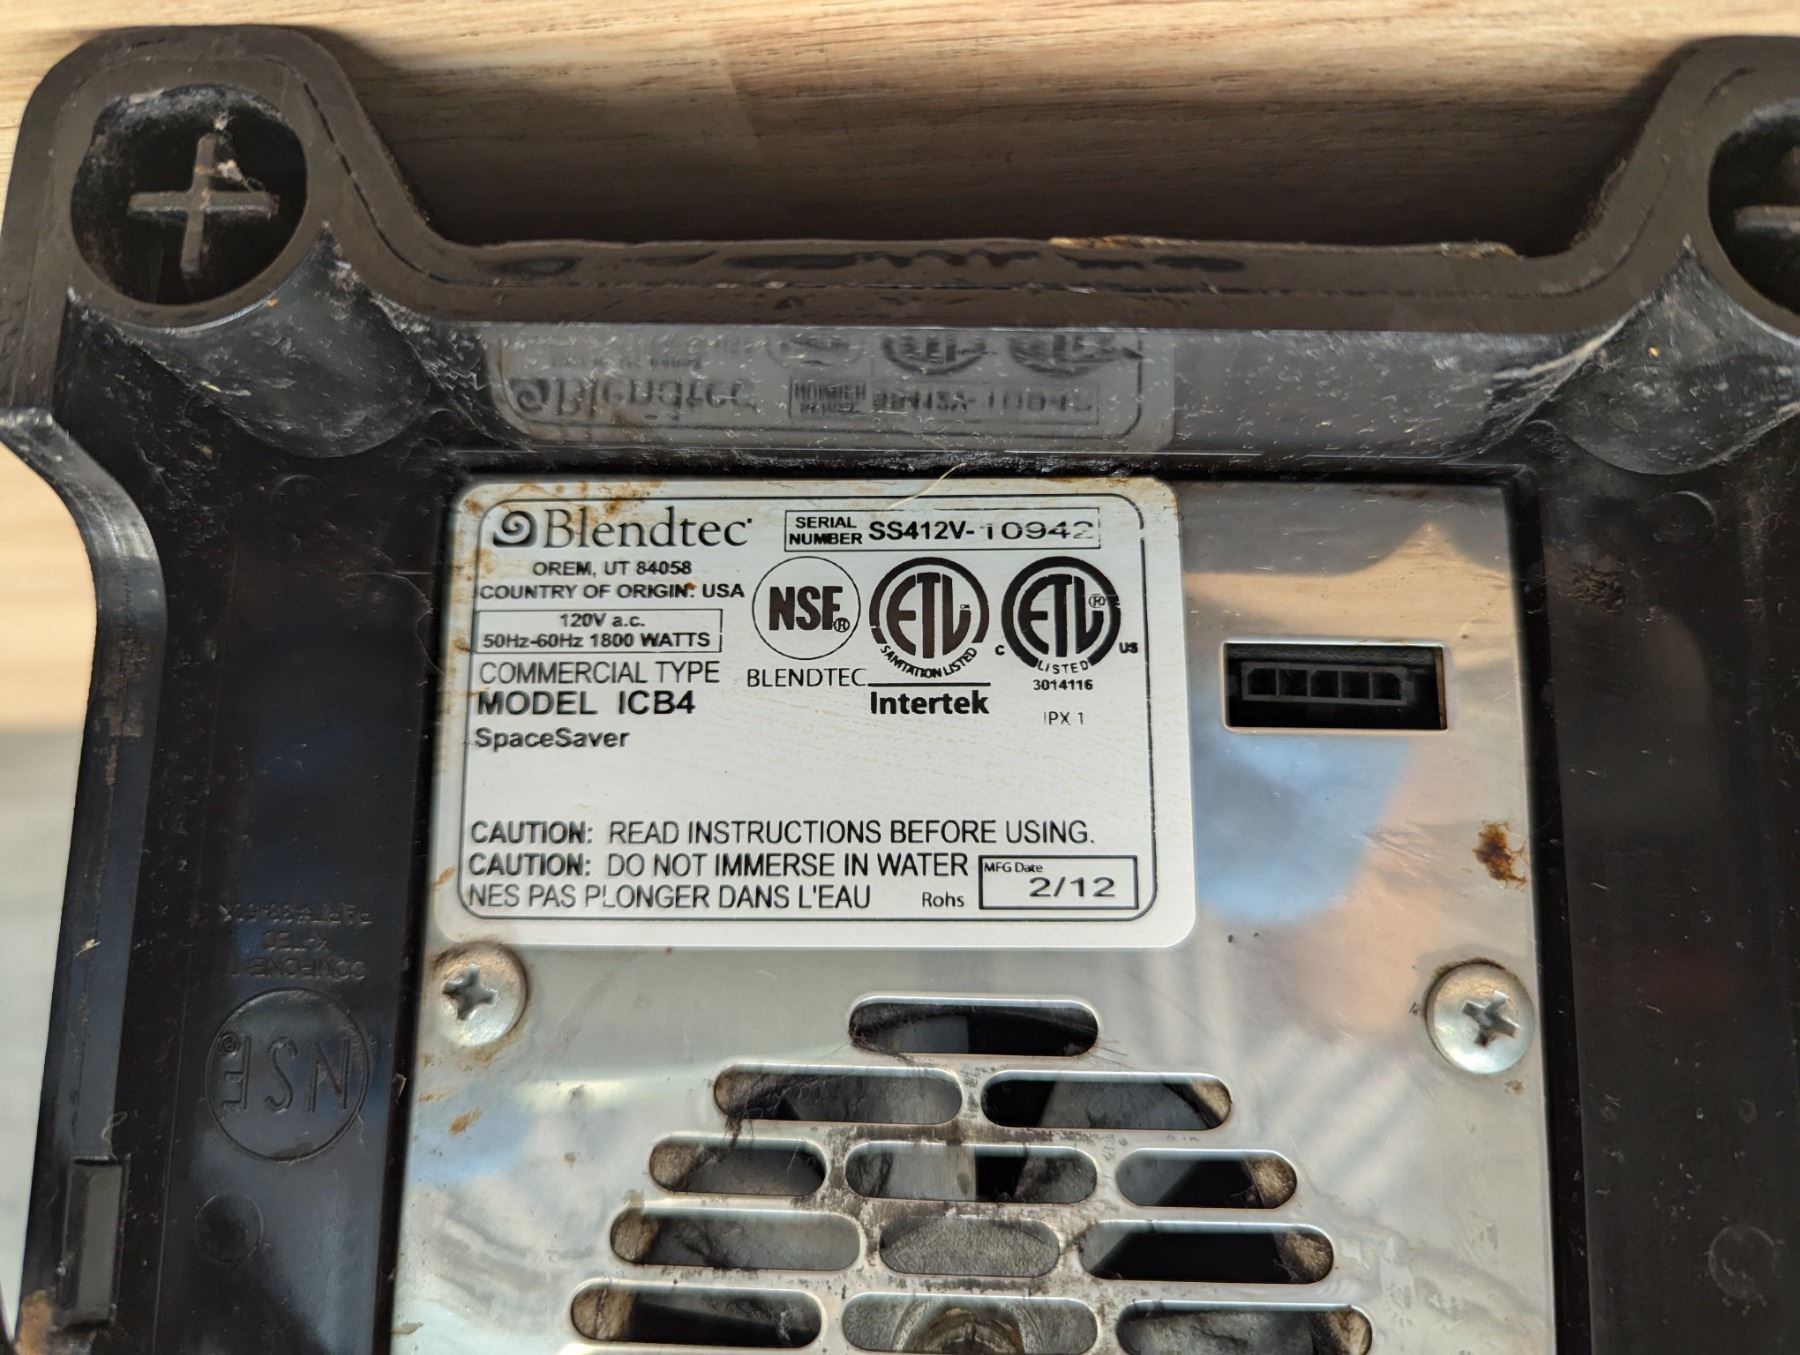 Blendtec
SERIAL NUMBER SS412V-10942
OREM, UT 84058
COUNTRY OF ORIGIN: USA
120V a.c.
50Hz-60Hz 1800 WATTS
COMMERCIAL TYPE
MODEL ICB4
SpaceSaver
NSF®
BLENDTEC
ETL
SANITATION LISTED
Intertek
C ETL® US
LISTED
3014116
IPX 1
CAUTION: READ INSTRUCTIONS BEFORE USING.
CAUTION: DO NOT IMMERSE IN WATER
NES PAS PLONGER DANS L'EAU
Rohs
MFG Date
2/12
NSF®
COMPONENT